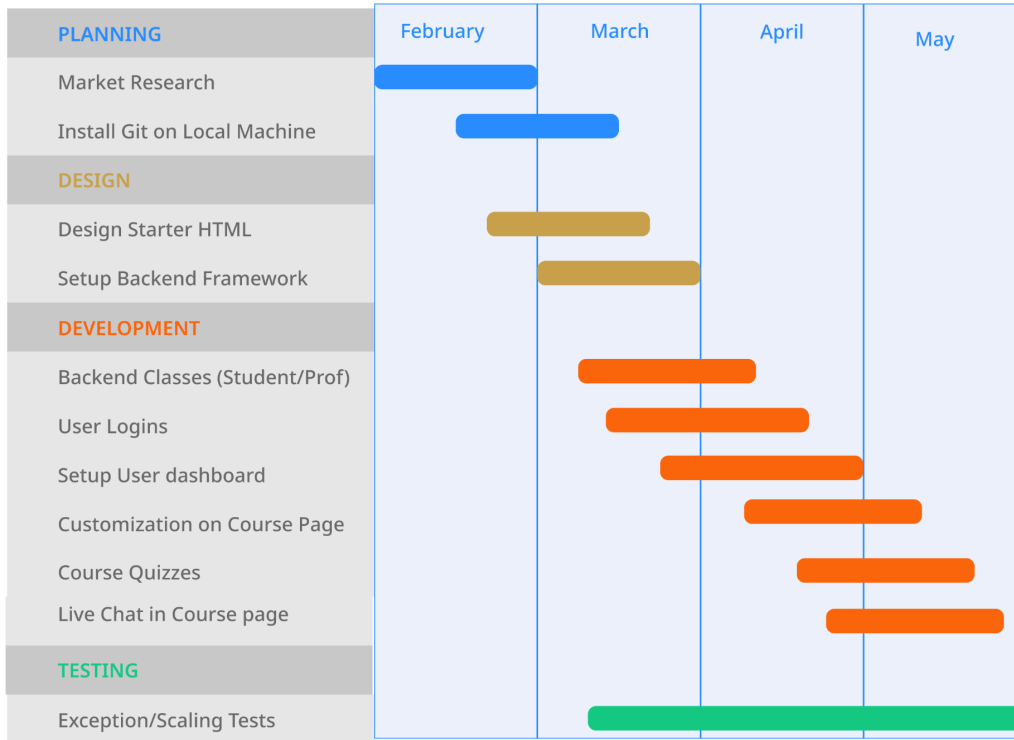 PLANNING
February
March
April
May
Market Research
Install Git on Local Machine
DESIGN
Design Starter HTML
Setup Backend Framework
DEVELOPMENT
Backend Classes (Student/Prof)
User Logins
Setup User dashboard
Customization on Course Page
Course Quizzes
Live Chat in Course page
TESTING
Exception/Scaling Tests